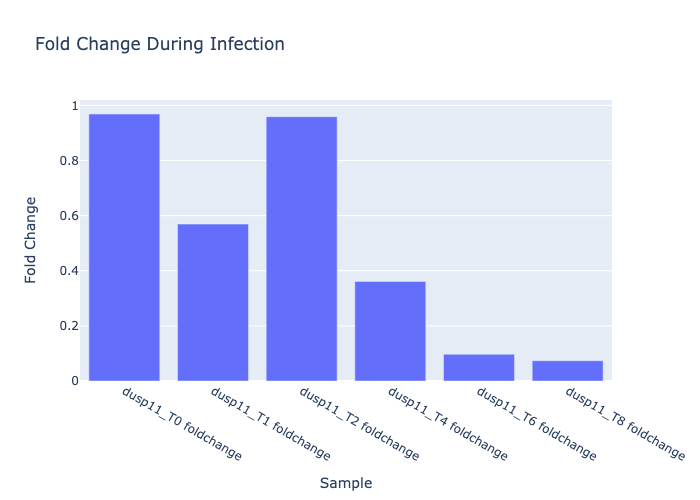 Fold Change During Infection
Fold Change
1
0.8
0.6
0.4
0.2
0
dusp11_T0 foldchange
dusp11_T1 foldchange
dusp11_T2 foldchange
dusp11_T4 foldchange
dusp11_T6 foldchange
dusp11_T8 foldchange
Sample